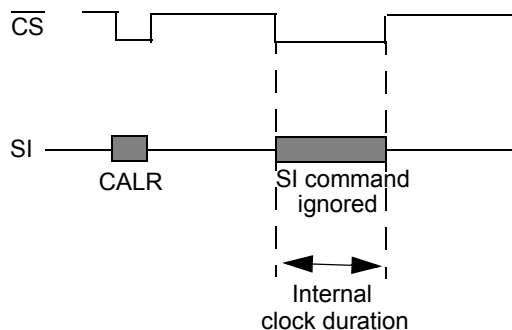 CS
SI
CALR
SI command
ignored
Internal
clock duration